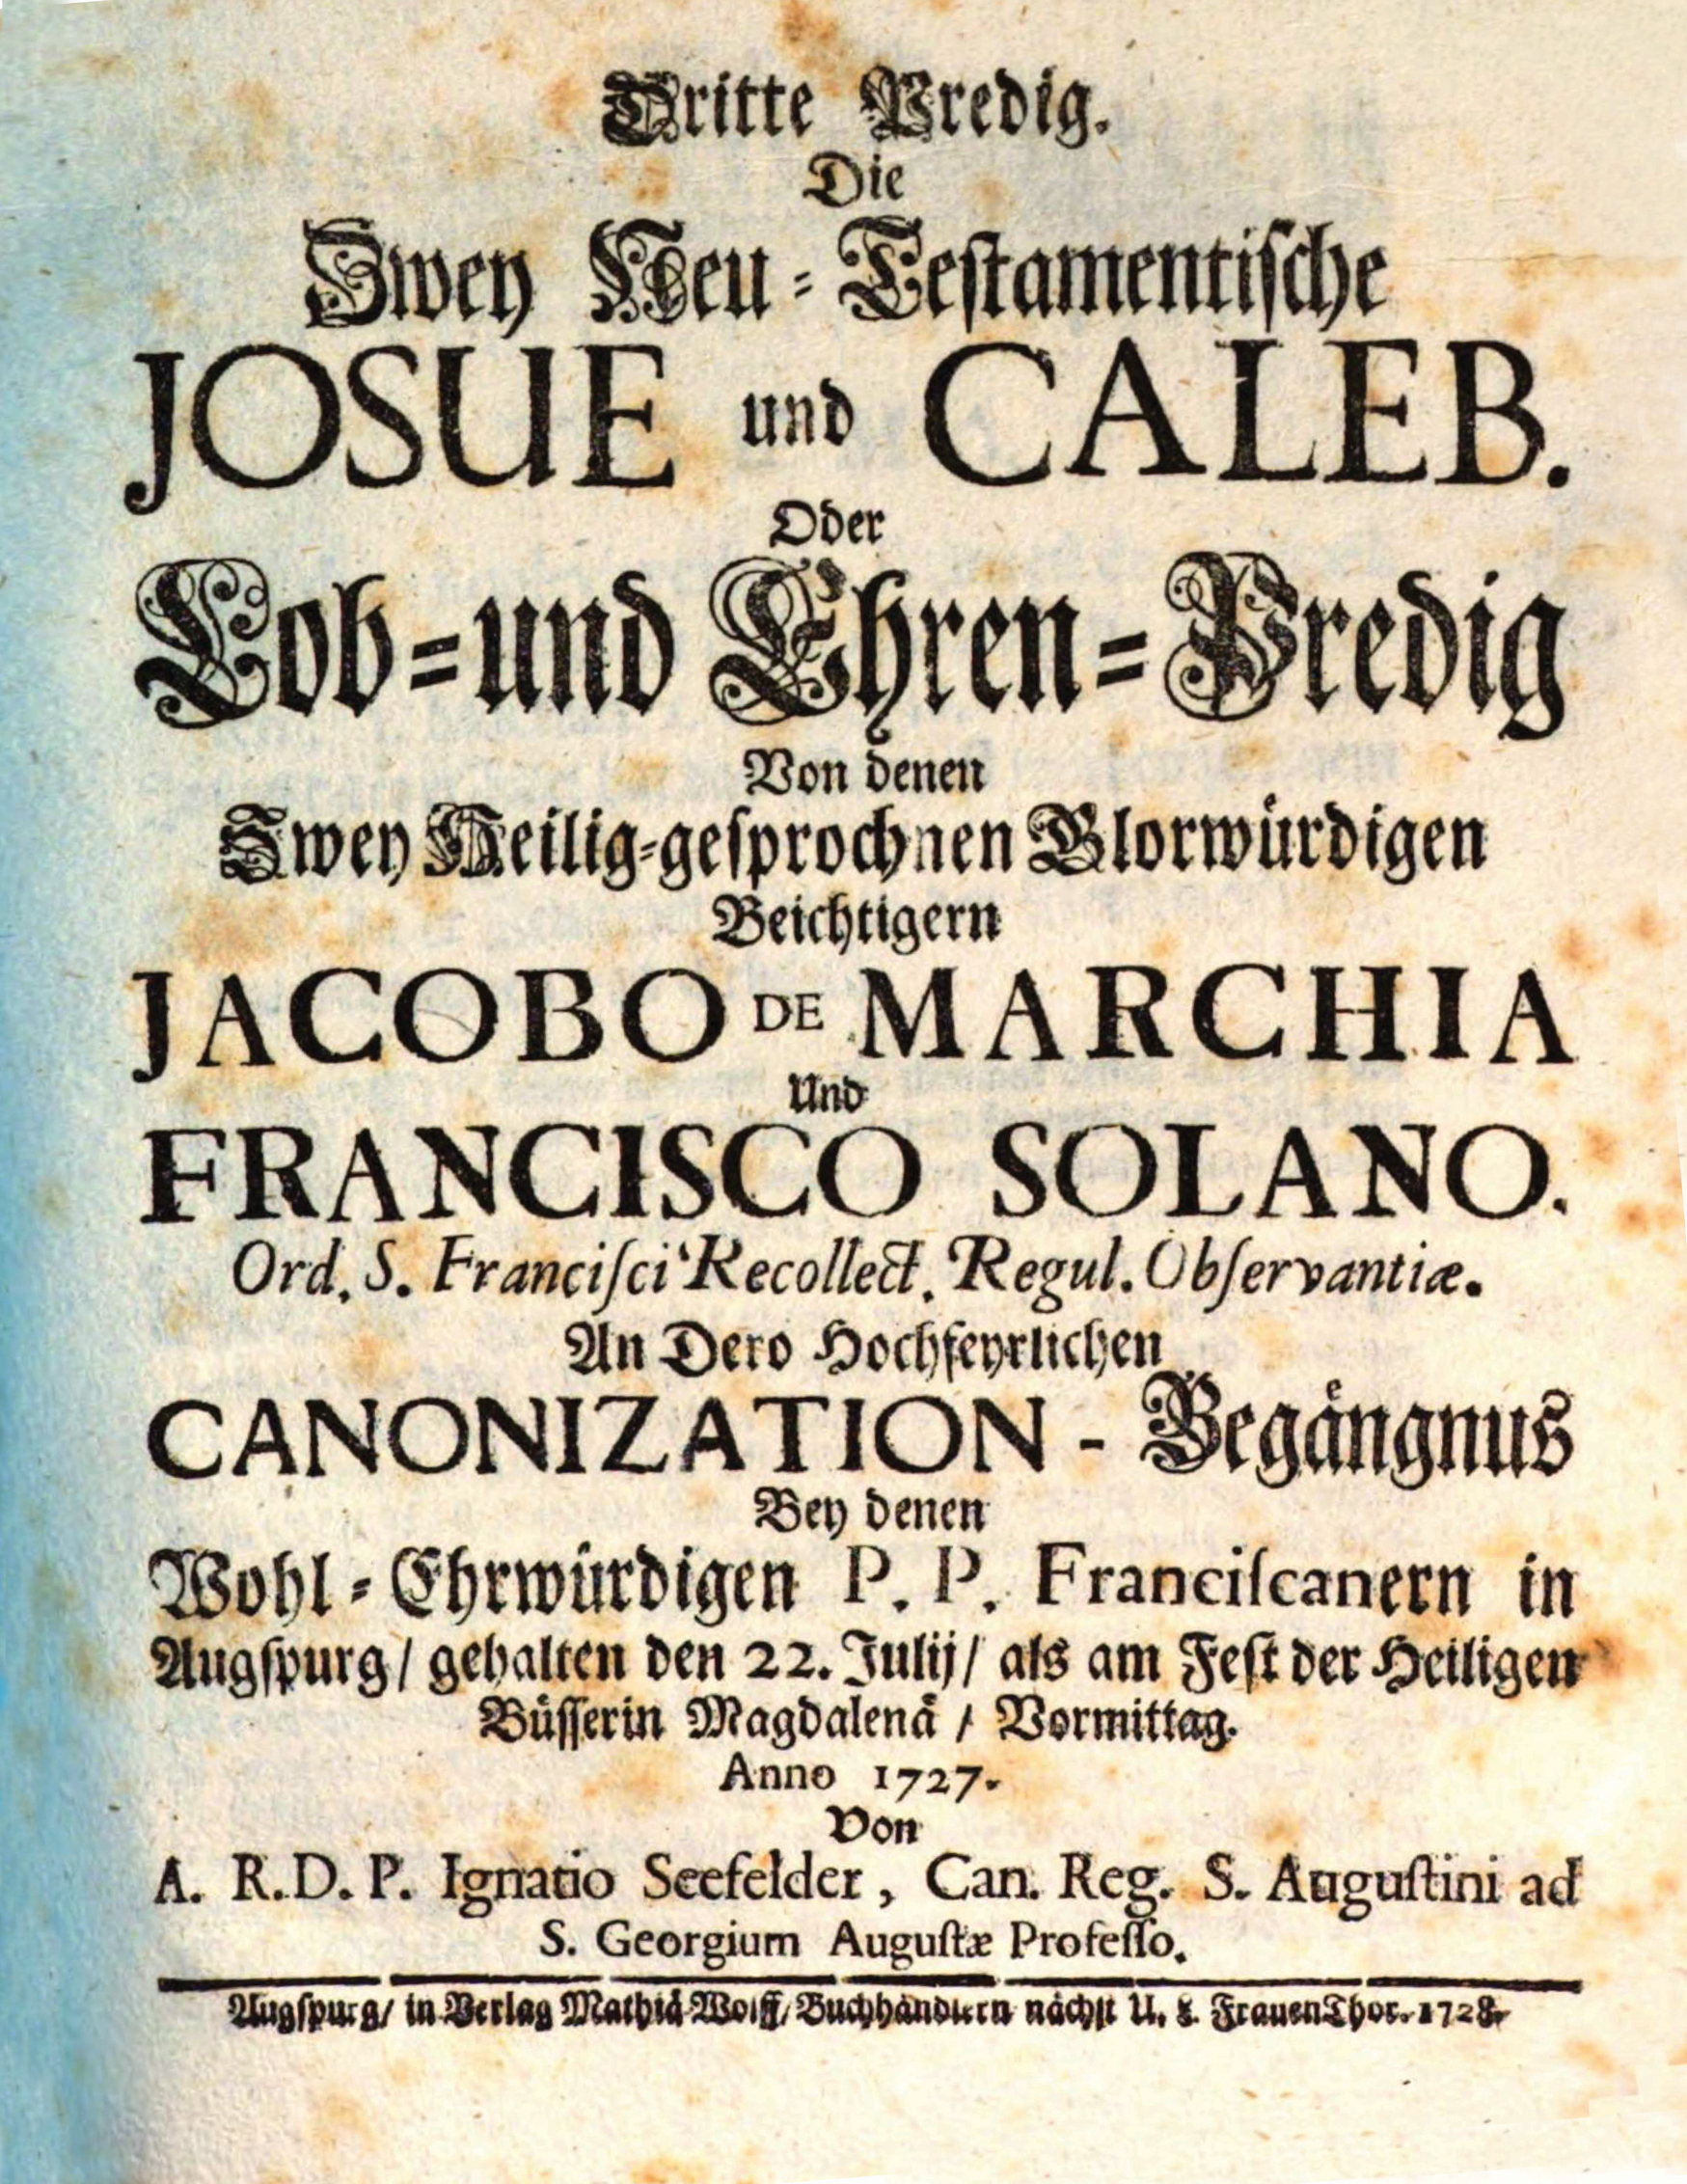 Dritte Predig.
Die
Zwey Neu-Testamentische
JOSUE und CALEB.
Oder
Lob-und Ehren-Predig
Von denen
Zwey Heilig-gesprochnen Glorwürdigen
Beichtigern
JACOBO DE MARCHIA
Und
FRANCISCO SOLANO.
Ord. S. Francisci Recollect. Regul. Observantiæ.
An Dero Hochfeyrlichen
CANONIZATION-Begängnus
Bey denen
Wohl-Ehrwürdigen P. P. Franciscanern in
Augspurg/ gehalten den 22. Julij/ als am Fest der Heiligen
Büsserin Magdalenä / Vormittag.
Anno 1727.
Von
A. R. D. P. Ignatio Seefelder, Can. Reg. S. Augustini ad
S. Georgium Augustæ Professo.
Augspurg/ in Verlag Mathiä Wolff/ Buchhändlern nächst U. L. Frauen Thor. 1728.